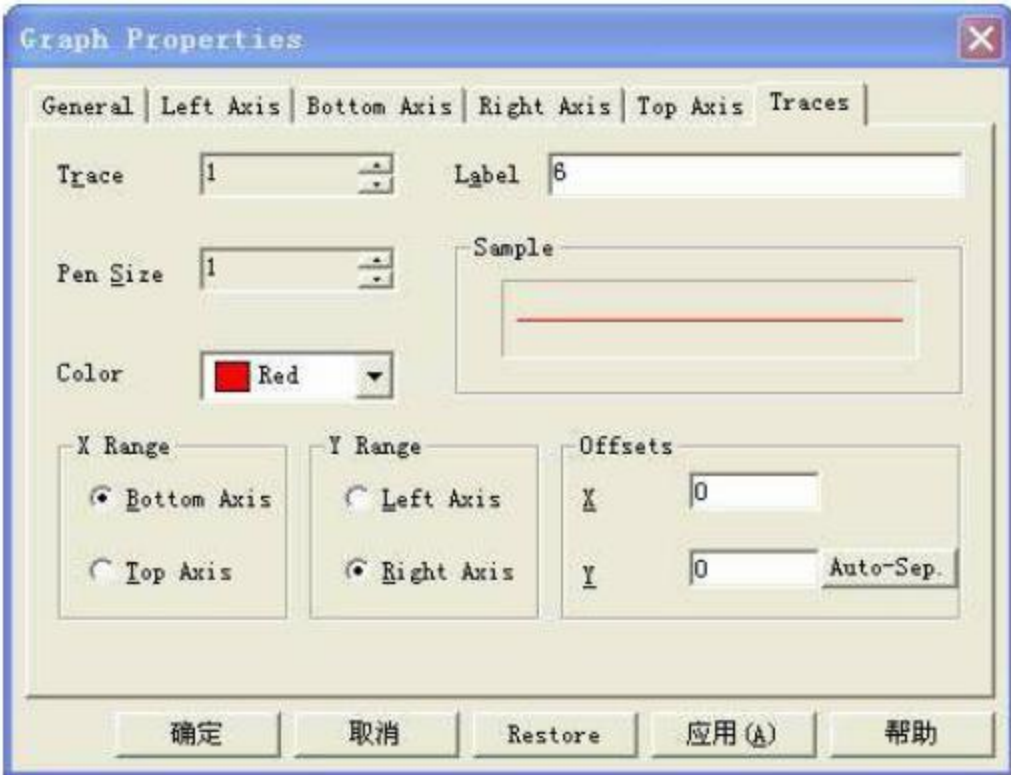 Graph Properties
General Left Axis Bottom Axis Right Axis Top Axis Traces
Trace 1 Label 6
Pen Size 1 Sample
Color Red
X Range Y Range Offsets
Bottom Axis Left Axis X 0
Top Axis Right Axis Y 0 Auto-Sep.
确定 取消 Restore 应用(A) 帮助